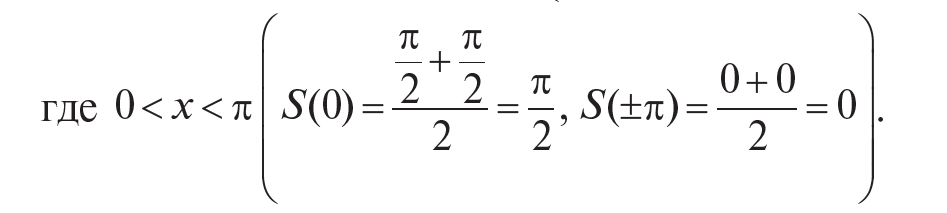 где 0 < x < π ( S(0) = (π/2 + π/2)/2 = π/2, S(±π) = (0 + 0)/2 = 0 ).